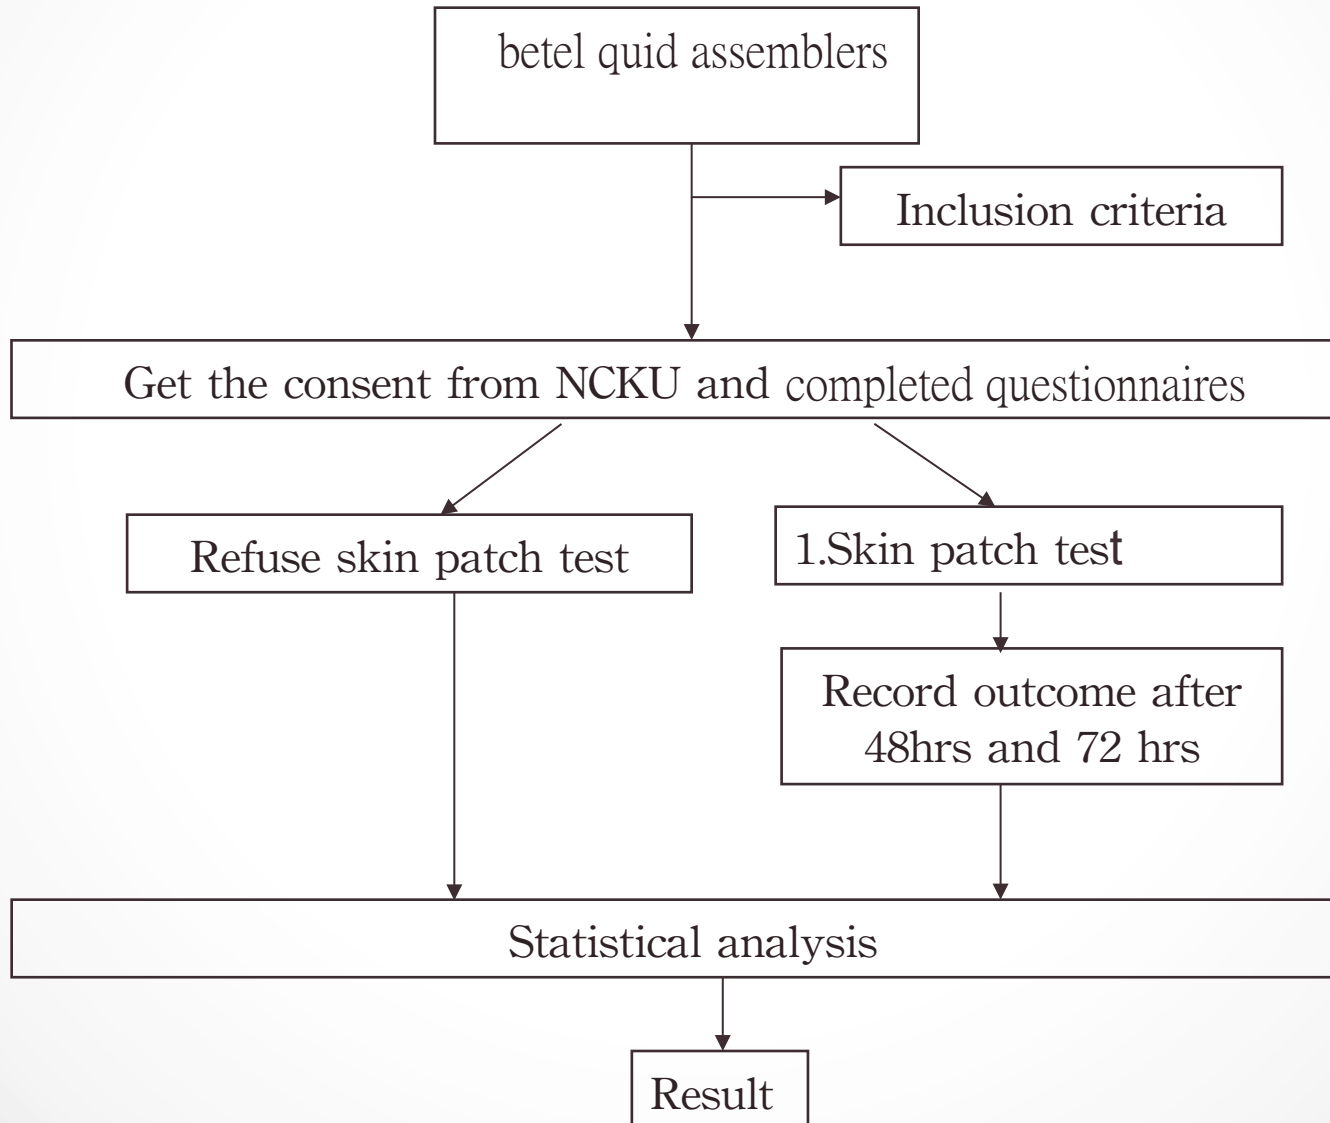 betel quid assemblers
Inclusion criteria
Get the consent from NCKU and completed questionnaires
Refuse skin patch test
1.Skin patch test
Record outcome after
48hrs and 72 hrs
Statistical analysis
Result